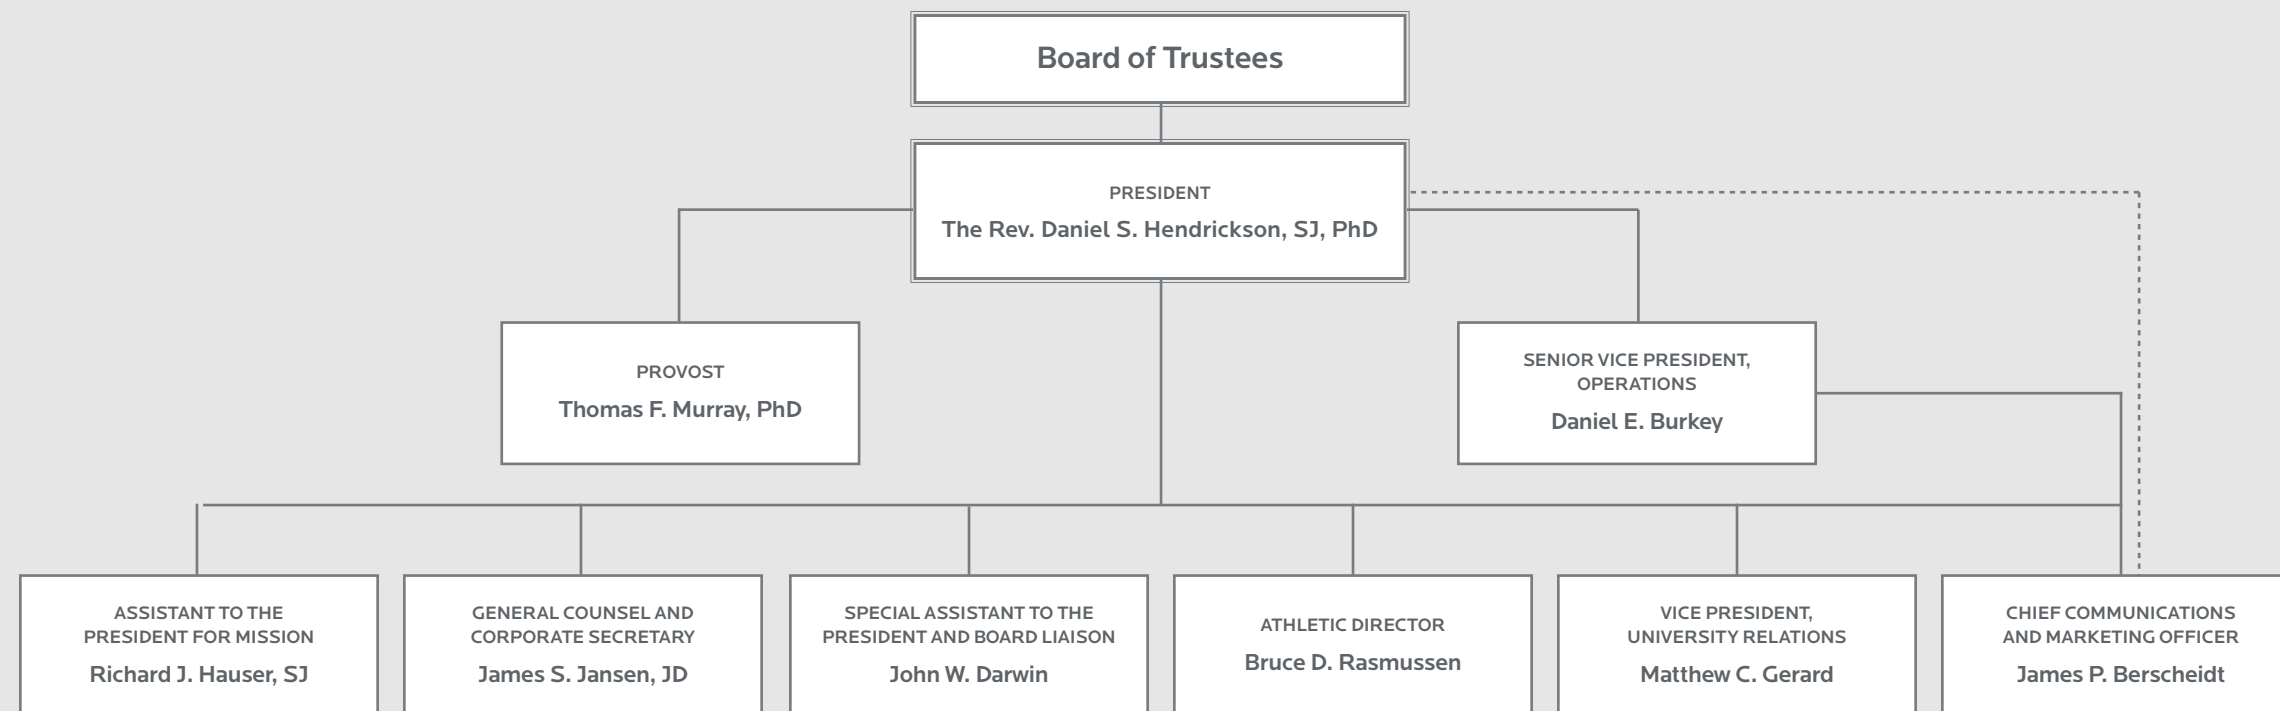 Board of Trustees
PRESIDENT
The Rev. Daniel S. Hendrickson, SJ, PhD
PROVOST
Thomas F. Murray, PhD
SENIOR VICE PRESIDENT,
OPERATIONS
Daniel E. Burkey
ASSISTANT TO THE
PRESIDENT FOR MISSION
Richard J. Hauser, SJ
GENERAL COUNSEL AND
CORPORATE SECRETARY
James S. Jansen, JD
SPECIAL ASSISTANT TO THE
PRESIDENT AND BOARD LIAISON
John W. Darwin
ATHLETIC DIRECTOR
Bruce D. Rasmussen
VICE PRESIDENT,
UNIVERSITY RELATIONS
Matthew C. Gerard
CHIEF COMMUNICATIONS
AND MARKETING OFFICER
James P. Berscheidt